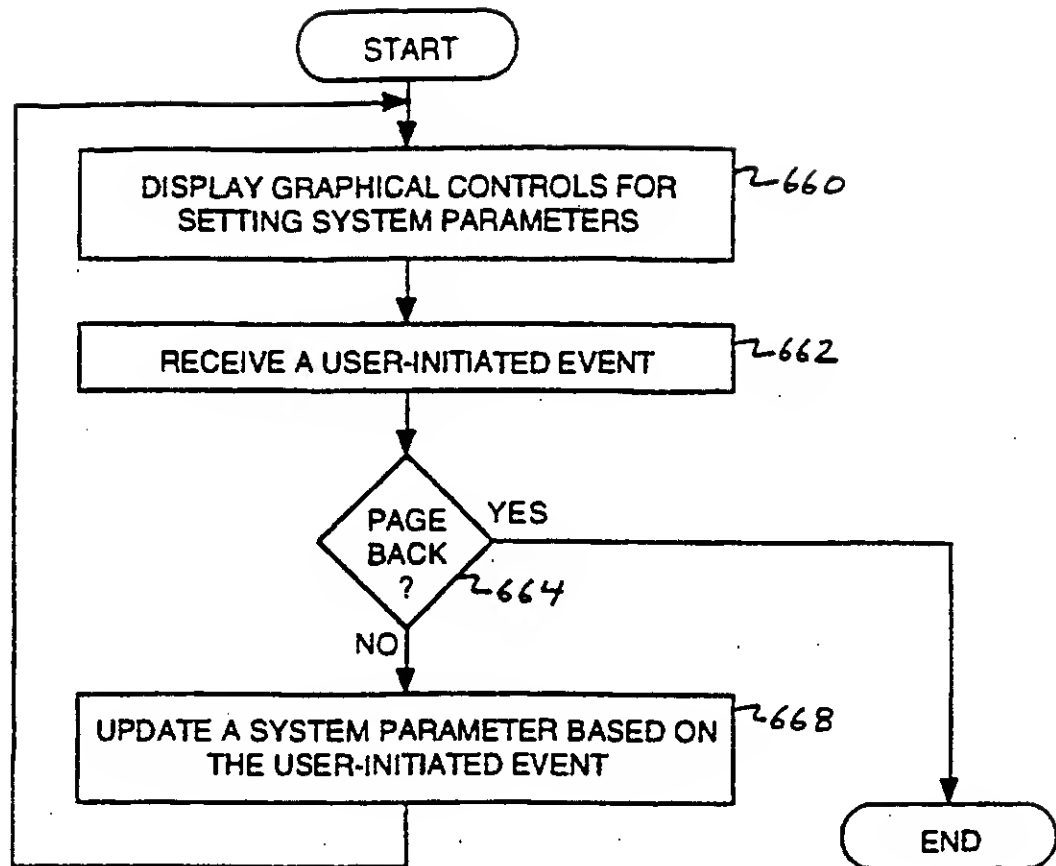 START
DISPLAY GRAPHICAL CONTROLS FOR
SETTING SYSTEM PARAMETERS
660
RECEIVE A USER-INITIATED EVENT
662
PAGE
BACK
?
YES
664
NO
UPDATE A SYSTEM PARAMETER BASED ON
THE USER-INITIATED EVENT
668
END